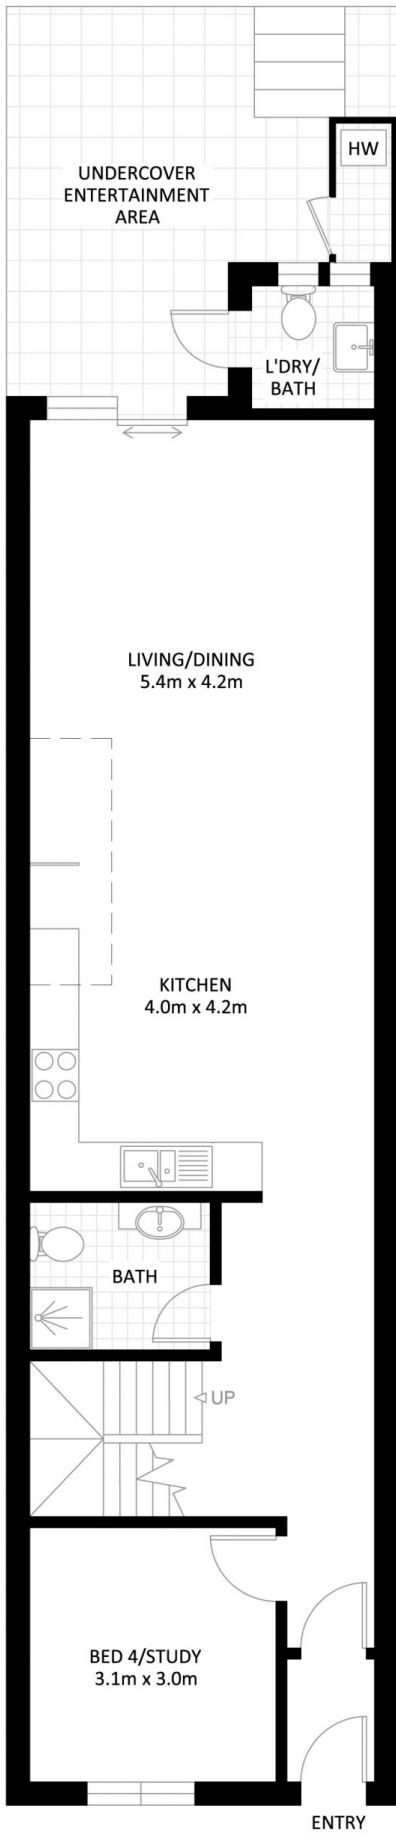 HW
UNDERCOVER
ENTERTAINMENT
AREA
L'DRY/
BATH
LIVING/DINING
5.4m x 4.2m
KITCHEN
4.0m x 4.2m
BATH
UP
BED 4/STUDY
3.1m x 3.0m
ENTRY